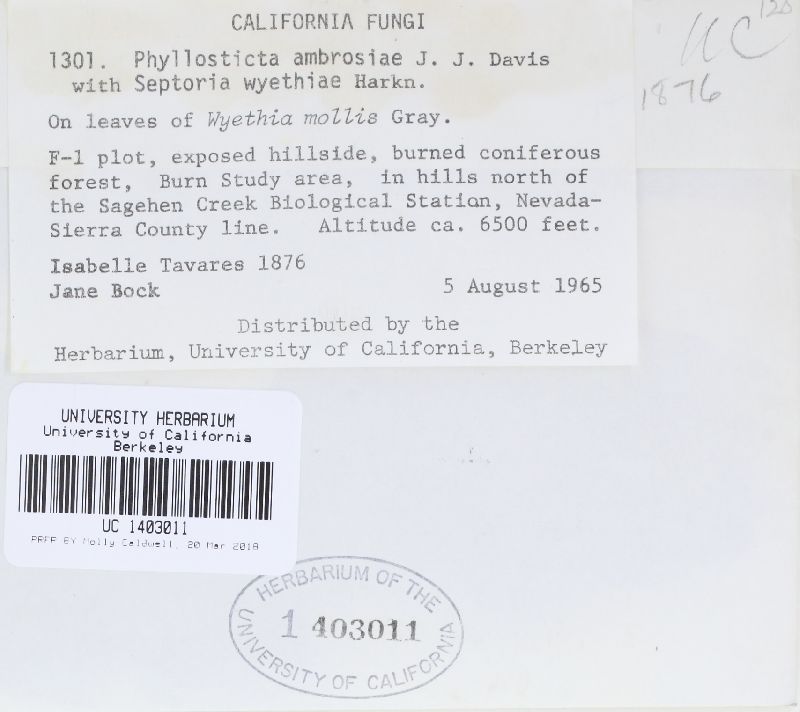 CALIFORNIA FUNGI
1301. Phyllosticta ambrosiae J. J. Davis
with Septoria wyethiae Harkn.
On leaves of Wyethia mollis Gray.
F-1 plot, exposed hillside, burned coniferous
forest, Burn Study area, in hills north of
the Sagehen Creek Biological Station, Nevada-
Sierra County line. Altitude ca. 6500 feet.
Isabelle Tavares 1876
Jane Bock 5 August 1965
Distributed by the
Herbarium, University of California, Berkeley
UC
1876
UNIVERSITY HERBARIUM
University of California
Berkeley
UC 1403011
PREP BY Molly Caldwell, 20 Mar 2018
HERBARIUM OF THE
1403011
UNIVERSITY OF CALIFORNIA